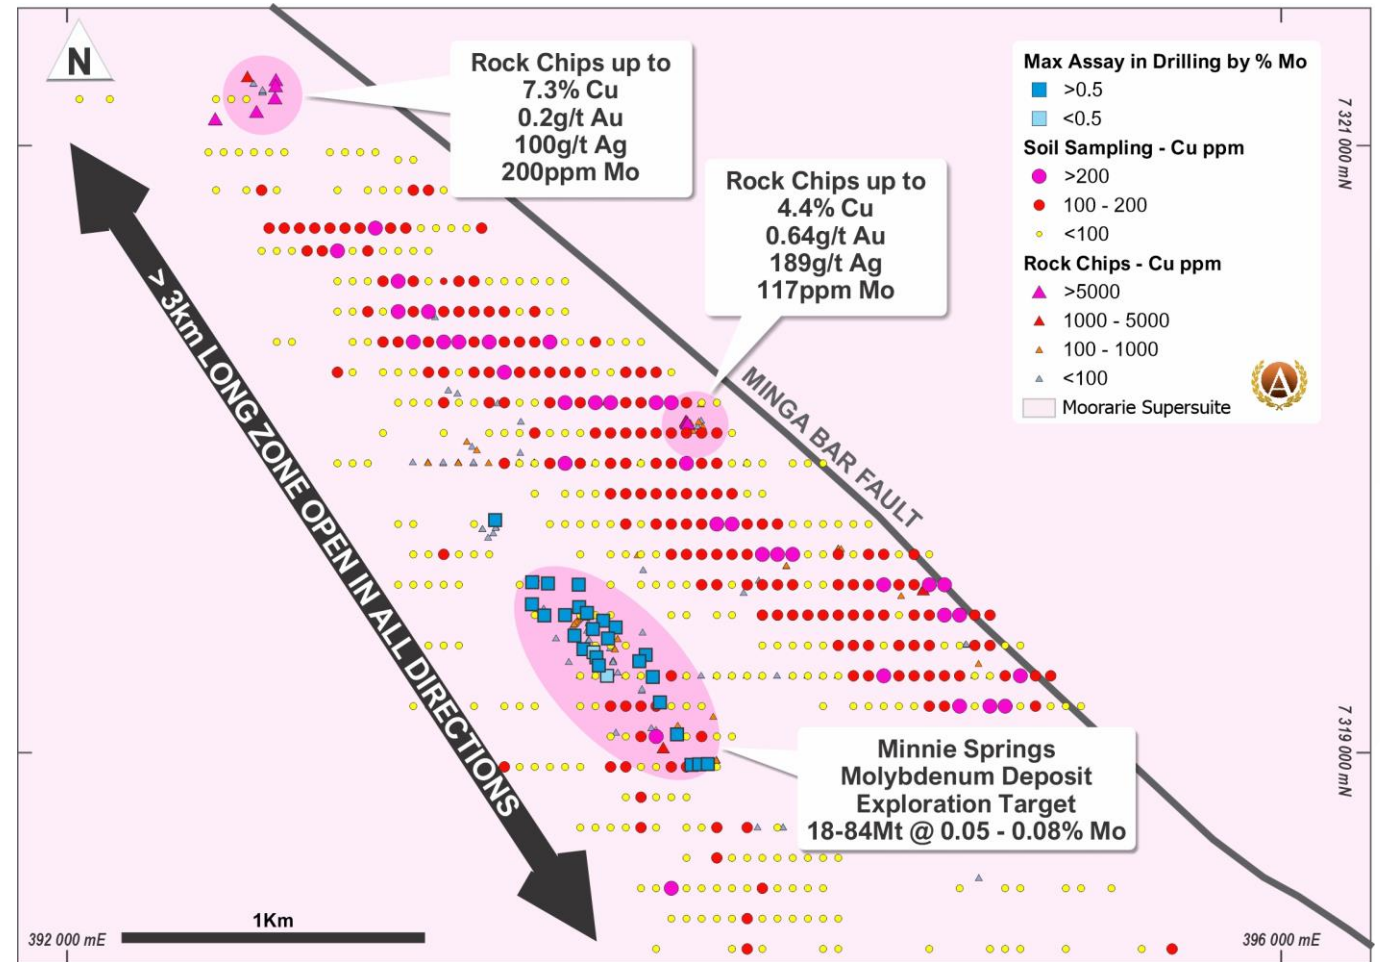 N
Rock Chips up to
7.3% Cu
0.2g/t Au
100g/t Ag
200ppm Mo
Rock Chips up to
4.4% Cu
0.64g/t Au
189g/t Ag
117ppm Mo
Max Assay in Drilling by % Mo
>0.5
<0.5
Soil Sampling - Cu ppm
>200
100 - 200
<100
Rock Chips - Cu ppm
>5000
1000 - 5000
100 - 1000
<100
Moorarie Supersuite
A
7 321 000 mN
> 3km LONG ZONE OPEN IN ALL DIRECTIONS
MINGA BAR FAULT
7 319 000 mN
Minnie Springs
Molybdenum Deposit
Exploration Target
18-84Mt @ 0.05 - 0.08% Mo
1Km
392 000 mE
396 000 mE